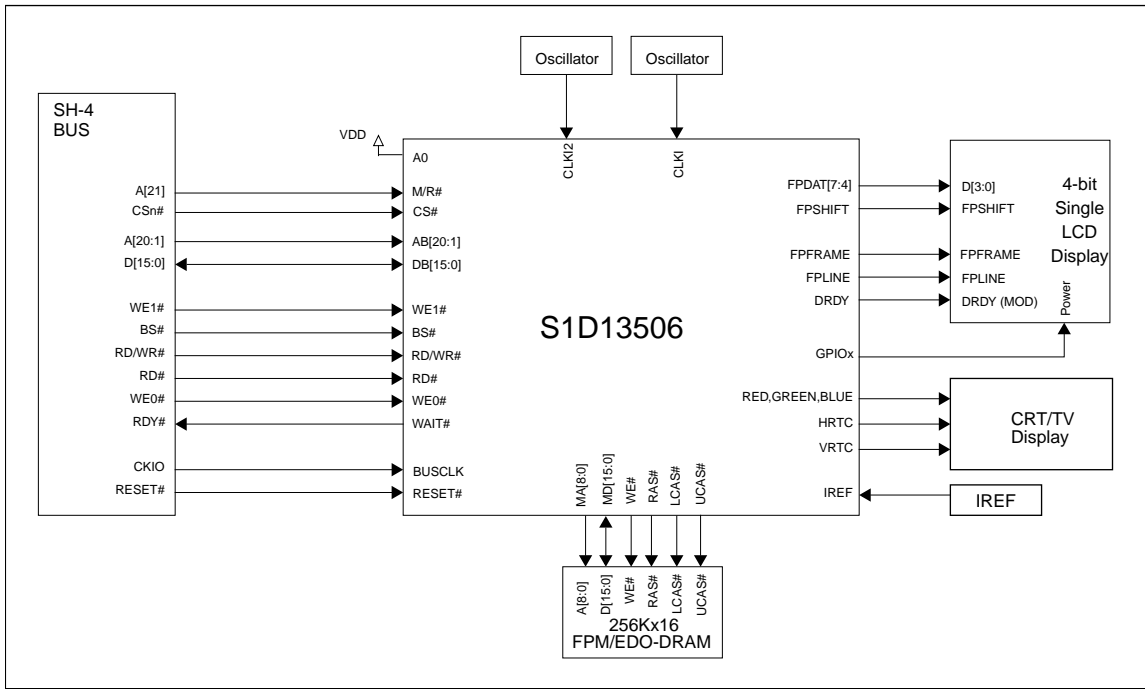 Oscillator
Oscillator
SH-4
BUS
VDD
A0
CLKI2
CLKI
A[21]
CSn#
A[20:1]
D[15:0]
WE1#
BS#
RD/WR#
RD#
WE0#
RDY#
CKIO
RESET#
M/R#
CS#
AB[20:1]
DB[15:0]
WE1#
BS#
RD/WR#
RD#
WE0#
WAIT#
BUSCLK
RESET#
S1D13506
FPDAT[7:4]
FPSHIFT
FPFRAME
FPLINE
DRDY
GPIOx
RED,GREEN,BLUE
HRTC
VRTC
IREF
D[3:0]
FPSHIFT
FPFRAME
FPLINE
DRDY (MOD)
4-bit
Single
LCD
Display
Power
CRT/TV
Display
IREF
MA[8:0]
MD[15:0]
WE#
RAS#
LCAS#
UCAS#
A[8:0]
D[15:0]
WE#
RAS#
LCAS#
UCAS#
256Kx16
FPM/EDO-DRAM